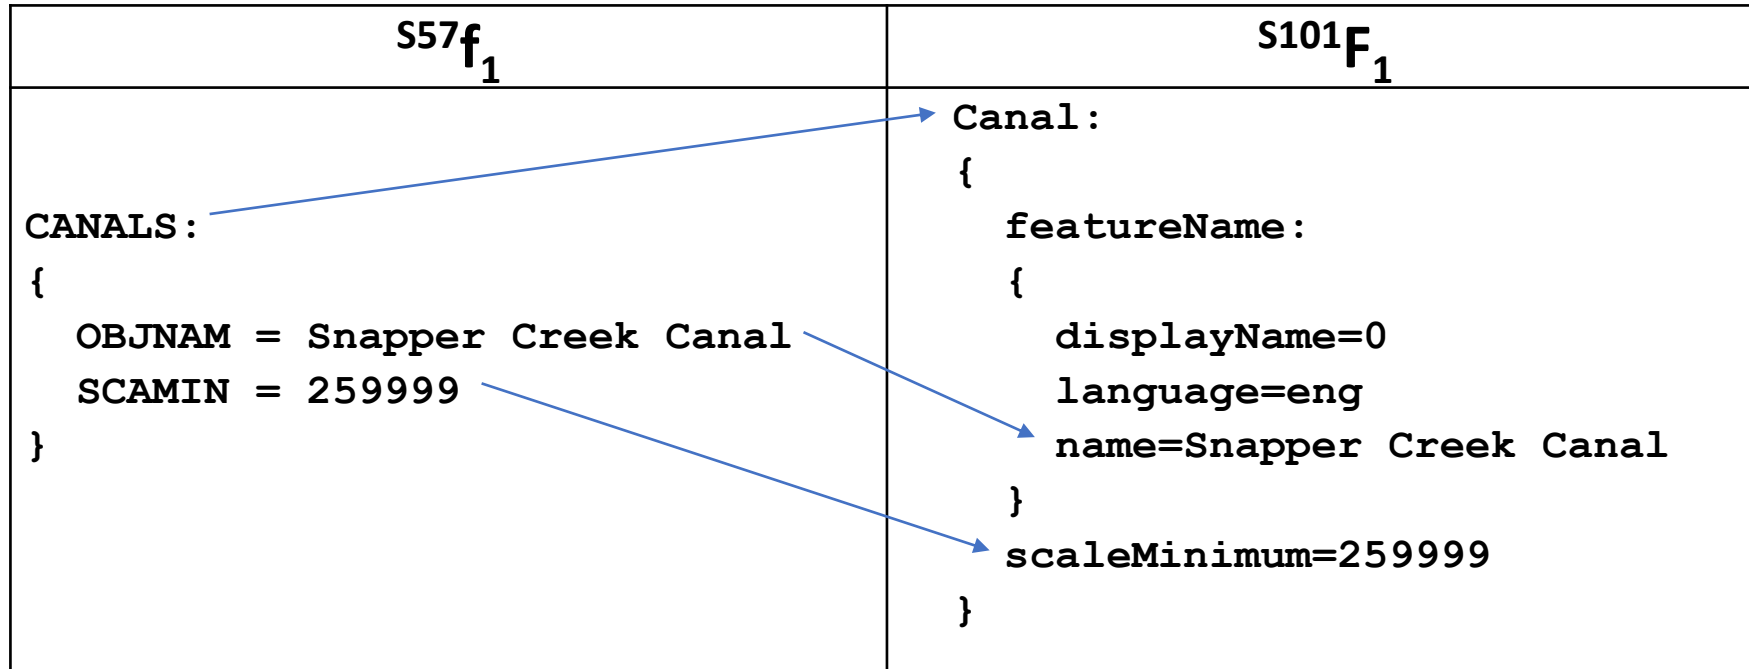 S57f1
S101F1
CANALS:
{
OBJNAM = Snapper Creek Canal
SCAMIN = 259999
}
Canal:
{
featureName:
{
displayName=0
language=eng
name=Snapper Creek Canal
}
scaleMinimum=259999
}